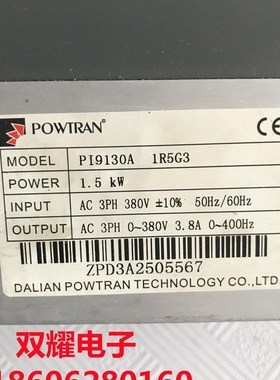 POWTRAN
CE
MODEL PI9130A 1R5G3
POWER 1.5 kW
INPUT AC 3PH 380V ±10% 50Hz/60Hz
OUTPUT AC 3PH 0~380V 3.8A 0~400Hz
ZPD3A2505567
DALIAN POWTRAN TECHNOLOGY CO.,LTD.
双耀电子